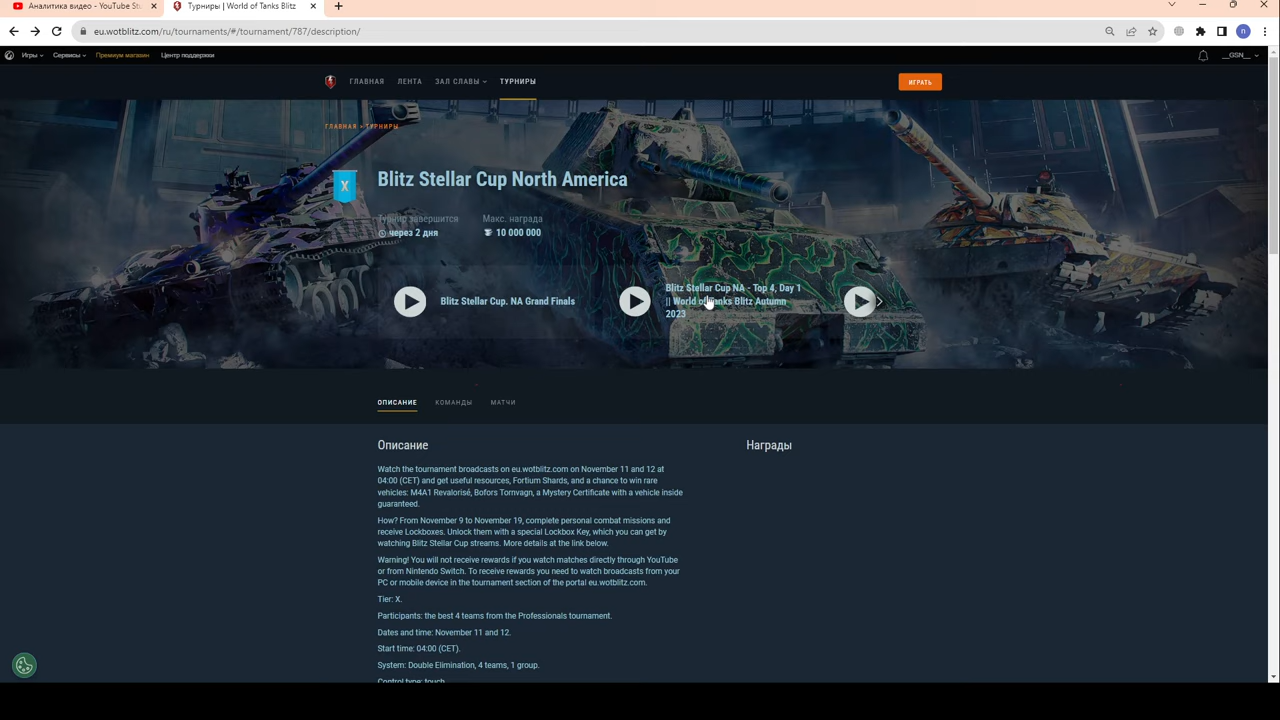 Аналитика видео - YouTube St
Турниры | World of Tanks Blitz
eu.wotblitz.com/ru/tournaments/#/tournament/787/description/
n
Игры
Сервисы
Премиум магазин
Центр поддержки
__GSN__
ГЛАВНАЯ
ЛЕНТА
ЗАЛ СЛАВЫ
ТУРНИРЫ
ИГРАТЬ
ГЛАВНАЯ > ТУРНИРЫ
X
Blitz Stellar Cup North America
Турнир завершится
Макс. награда
через 2 дня
10 000 000
Blitz Stellar Cup. NA Grand Finals
Blitz Stellar Cup NA - Top 4, Day 1
|| World of Tanks Blitz Autumn
2023
ОПИСАНИЕ
КОМАНДЫ
МАТЧИ
Описание
Награды
Watch the tournament broadcasts on eu.wotblitz.com on November 11 and 12 at
04:00 (CET) and get useful resources, Fortium Shards, and a chance to win rare
vehicles: M4A1 Revalorisé, Bofors Tornvagn, a Mystery Certificate with a vehicle inside
guaranteed.
How? From November 9 to November 19, complete personal combat missions and
receive Lockboxes. Unlock them with a special Lockbox Key, which you can get by
watching Blitz Stellar Cup streams. More details at the link below.
Warning! You will not receive rewards if you watch matches directly through YouTube
or from Nintendo Switch. To receive rewards you need to watch broadcasts from your
PC or mobile device in the tournament section of the portal eu.wotblitz.com.
Tier: X.
Participants: the best 4 teams from the Professionals tournament.
Dates and time: November 11 and 12.
Start time: 04:00 (CET).
System: Double Elimination, 4 teams, 1 group.
Control type: touch